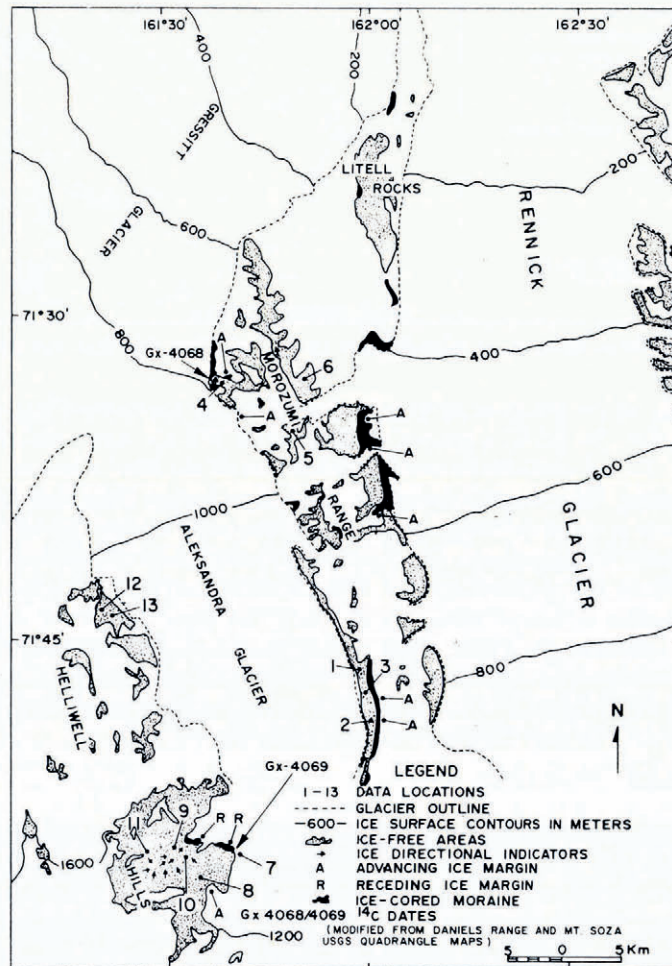 161°30' 162°00' 162°30'
400
200
GRESSITT
GLACIER
LITELL
ROCKS
200
RENNICK
600
71°30'
800
A
Gx-4068
4
MOROZUMI
6
400
A
5
A
A
RANGE
A
600
1000
GLACIER
ALEKSANDRA
GLACIER
12
13
71°45'
HELLIWELL
HILLS
1
3
2
A
A
800
N
Gx-4069
LEGEND
1-13 DATA LOCATIONS
GLACIER OUTLINE
-600- ICE SURFACE CONTOURS IN METERS
ICE-FREE AREAS
ICE DIRECTIONAL INDICATORS
A ADVANCING ICE MARGIN
R RECEDING ICE MARGIN
ICE-CORED MORAINE
Gx 4068/4069 14C DATES
(MODIFIED FROM DANIELS RANGE AND MT. SOZA
USGS QUADRANGLE MAPS)
5 0 5 Km
9
R R
11
7
1600
8
10
A
1200